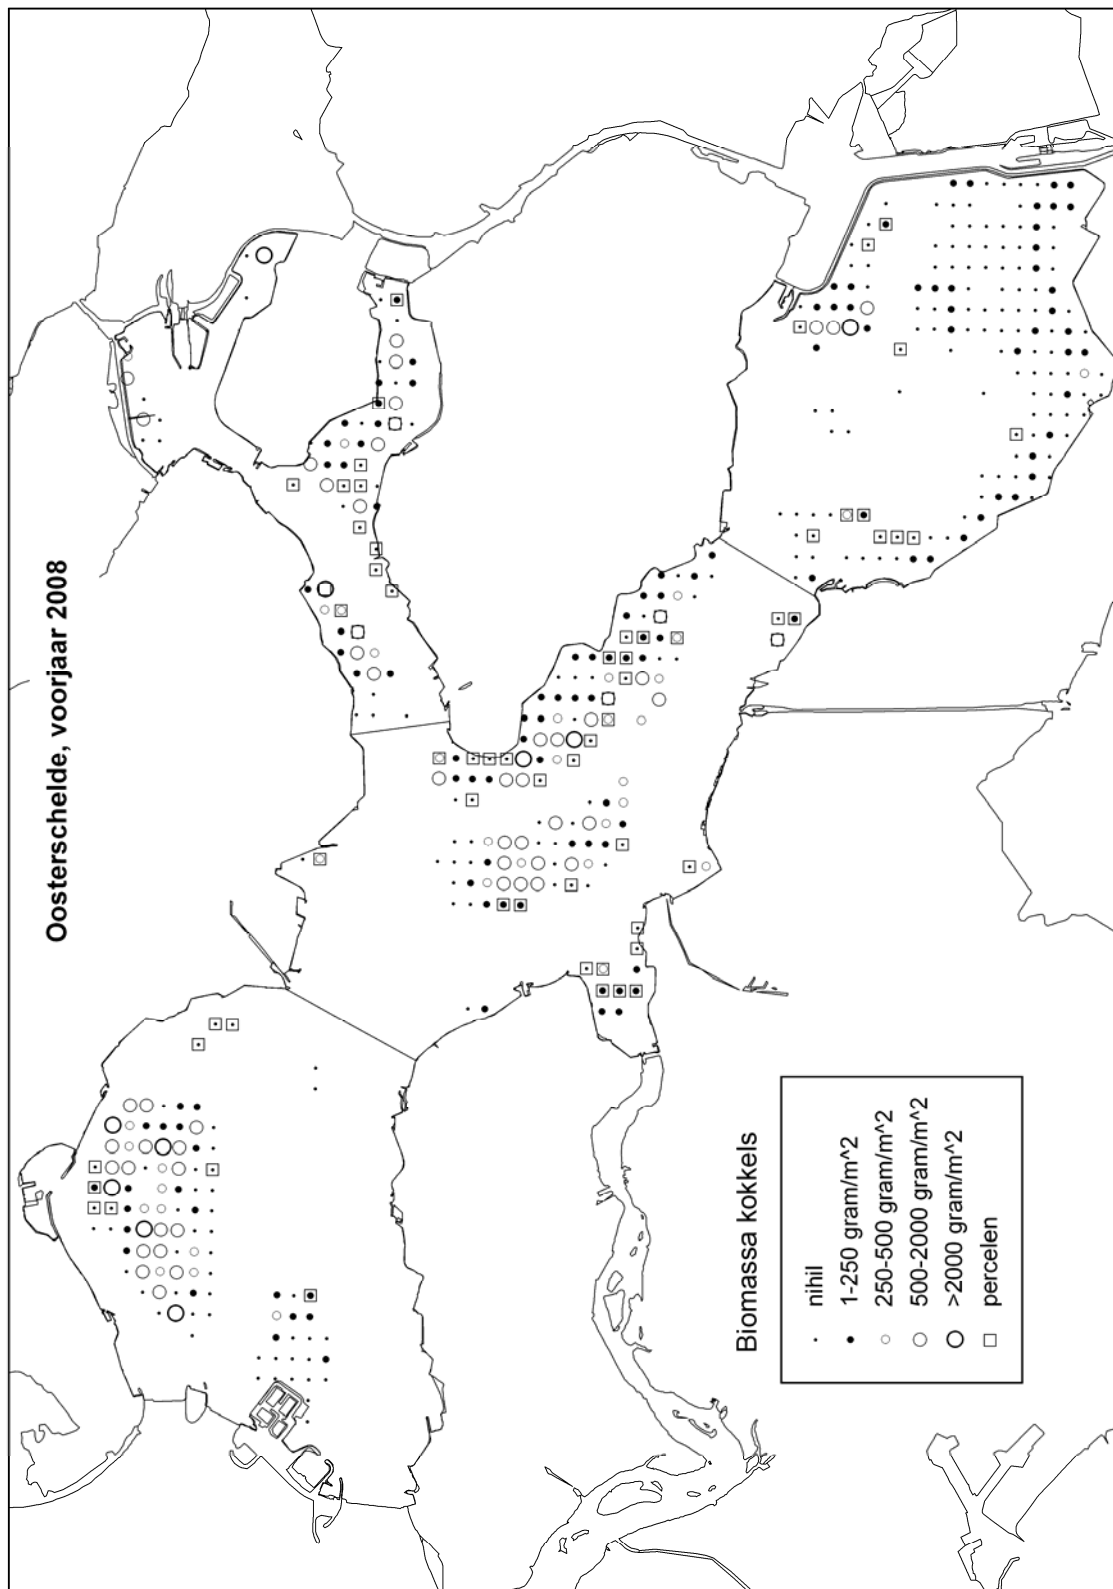 Oosterschelde, voorjaar 2008
Biomassa kokkels
nihil
1-250 gram/m^2
250-500 gram/m^2
500-2000 gram/m^2
>2000 gram/m^2
percelen